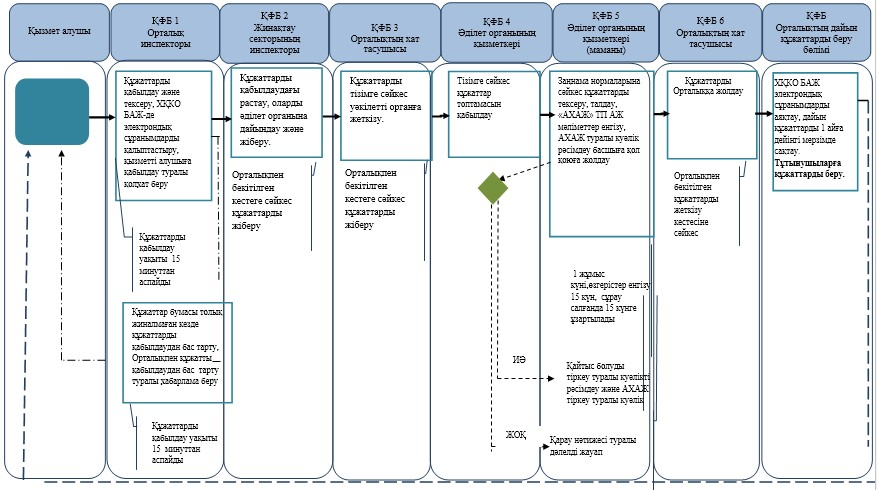 Қызмет алушы
ҚФБ 1
Орталық
инспекторы
ҚФБ 2
Жинақтау
секторының
инспекторы
ҚФБ 3
Орталықтың хат
тасушысы
ҚФБ 4
Әділет органының
қызметкері
ҚФБ 5
Әділет органының
қызметкері
(маманы)
ҚФБ 6
Орталықтың хат
тасушысы
ҚФБ
Орталықтың дайын
құжаттарды беру
бөлімі
Құжаттарды
қабылдау және
тексеру, ХҚКО
БАЖ-де
электрондық
сұранымдарды
қалыптастыру,
қызметті алушыға
қабылдау туралы
қолхат беру
Құжаттарды
қабылдау
уақыты 15
минуттан
аспайды
Құжаттар бумасы толық
жиналмаған кезде
құжаттарды
қабылдаудан бас тарту,
Орталықпен құжатты
қабылдаудан бас тарту
туралы хабарлама беру
Құжаттарды
қабылдау уақыты
15 минуттан
аспайды
Құжаттарды
қабылдаудағы
растау, оларды
әділет органына
дайындау және
жіберу.
Орталықпен
бекітілген
кестеге сәйкес
құжаттарды
жіберу
Құжаттарды
тізімге сәйкес
уәкілетті органға
жеткізу.
Орталықпен
бекітілген
кестеге сәйкес
құжаттарды
жіберу
Тізімге сәйкес
құжаттар
топтамасын
қабылдау
ИӘ
ЖОҚ
Заңнама нормаларына
сәйкес құжаттарды
тексеру, талдау,
«АХАЖ» ТП АЖ
мәліметтер енгізу,
АХАЖ туралы куәлік
рәсімдеу басшыға қол
қоюға жолдау
1 жұмыс
күні,өзгерістер енгізу
15 күн, сұрау
салғанда 15 күнге
ұзартылады
Қайтыс болуды
тіркеу туралы куәлікті
рәсімдеу және АХАЖ
тіркеу туралы куәлік
Қарау нәтижесі туралы
дәлелді жауап
Құжаттарды
Орталыққа жолдау
Орталықпен
бекітілген
құжаттарды
жеткізу
кестесіне
сәйкес
ХҚКО БАЖ
электрондық
сұранымдарды
аяқтау, дайын
құжаттарды 1 айға
дейінгі мерзімде
сақтау.
Тұтынушыларға
құжаттарды беру.